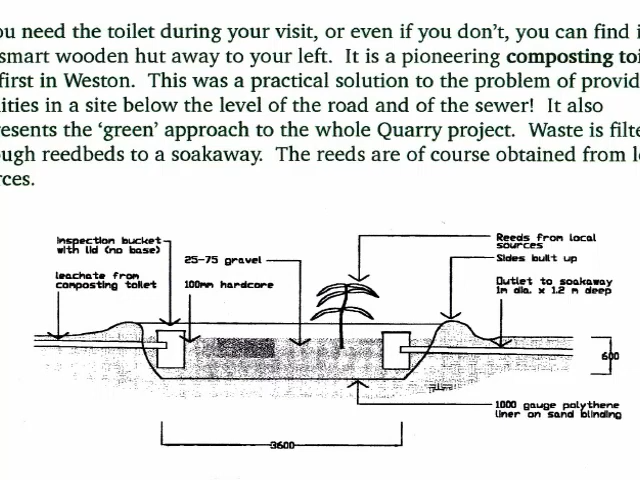 ou need the toilet during your visit, or even if you don't, you can find i
smart wooden hut away to your left. It is a pioneering composting toi
first in Weston. This was a practical solution to the problem of provid
ities in a site below the level of the road and of the sewer! It also
esents the 'green' approach to the whole Quarry project. Waste is filte
ugh reedbeds to a soakaway. The reeds are of course obtained from lo
rces.
Inspection bucket
with lid (no base)
leachate from
composting toilet
25-75 gravel
100mm hardcore
Reeds from local
sources
Sides built up
Outlet to soakaway
1m dia. x 1.2 m deep
600
1000 gauge polythene
liner on sand blinding
3600